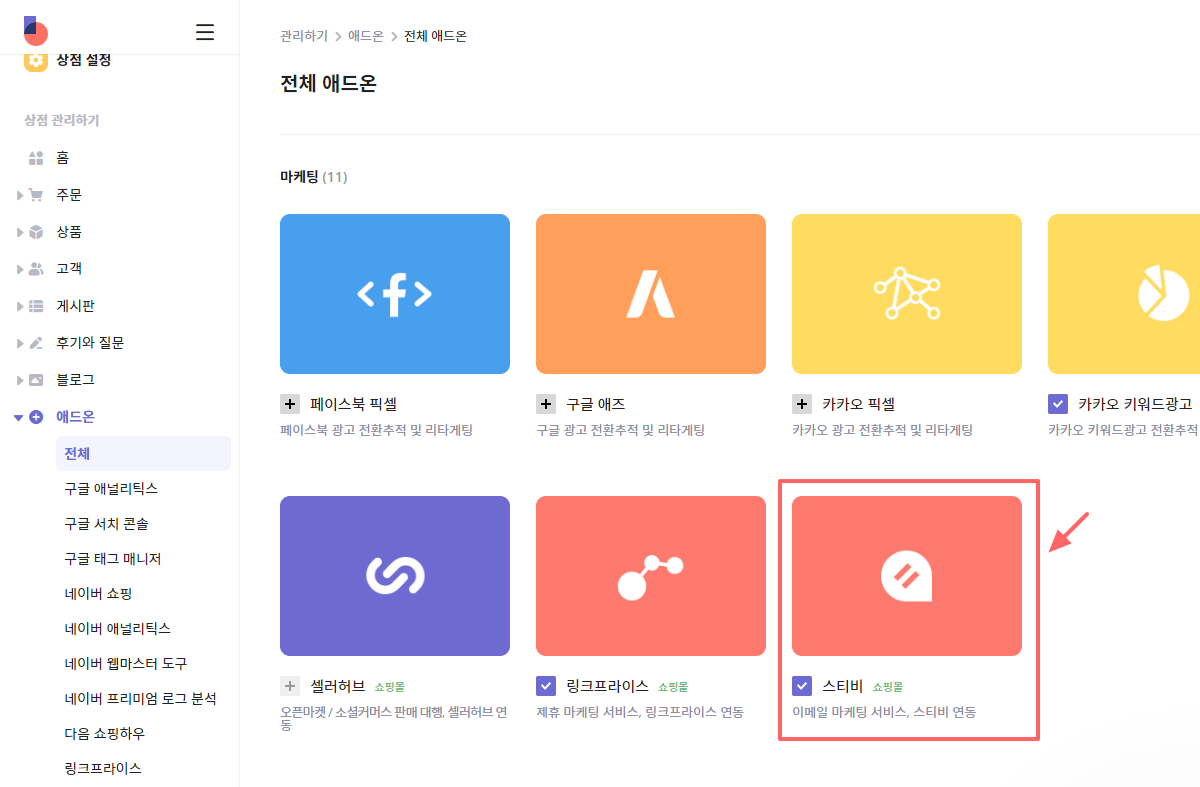 상점 설정
상점 관리하기
홈
주문
상품
고객
게시판
후기와 질문
블로그
애드온
전체
구글 애널리틱스
구글 서치 콘솔
구글 태그 매니저
네이버 쇼핑
네이버 애널리틱스
네이버 웹마스터 도구
네이버 프리미엄 로그 분석
다음 쇼핑하우
링크프라이스
관리하기 > 애드온 > 전체 애드온
전체 애드온
마케팅 (11)
페이스북 픽셀
페이스북 광고 전환추적 및 리타게팅
구글 애즈
구글 광고 전환추적 및 리타게팅
카카오 픽셀
카카오 광고 전환추적 및 리타게팅
카카오 키워드광고
카카오 키워드광고 전환추적
셀러허브 쇼핑몰
오픈마켓 / 소셜커머스 판매 대행, 셀러허브 연
동
링크프라이스 쇼핑몰
제휴 마케팅 서비스, 링크프라이스 연동
스티비 쇼핑몰
이메일 마케팅 서비스, 스티비 연동